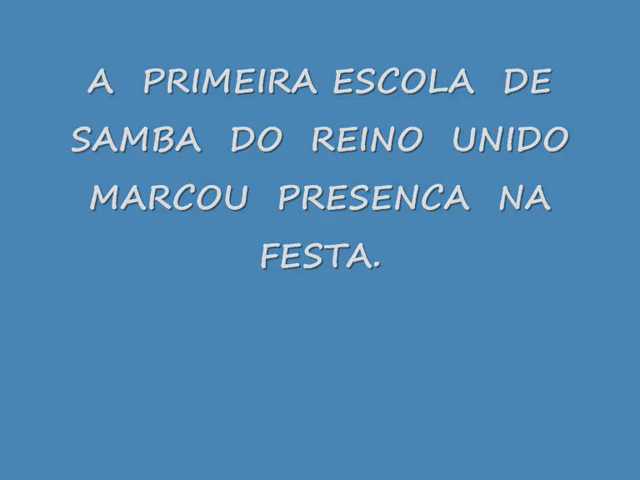 A PRIMEIRA ESCOLA DE
SAMBA DO REINO UNIDO
MARCOU PRESENCA NA
FESTA.